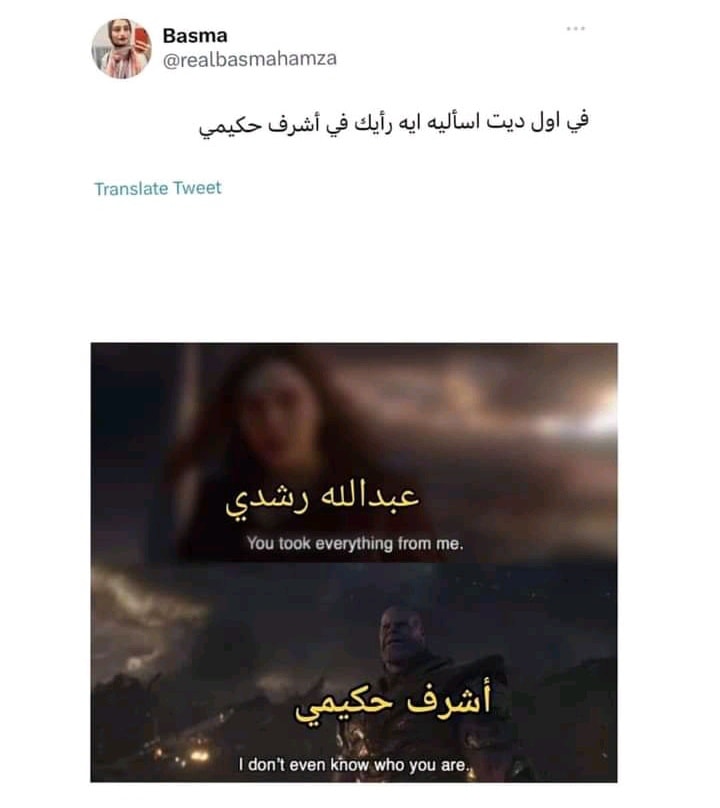 Basma
@realbasmahamza
في اول ديت اسأليه ايه رأيك في أشرف حكيمي
Translate Tweet
عبدالله رشدي
You took everything from me.
أشرف حكيمي
I don't even know who you are.